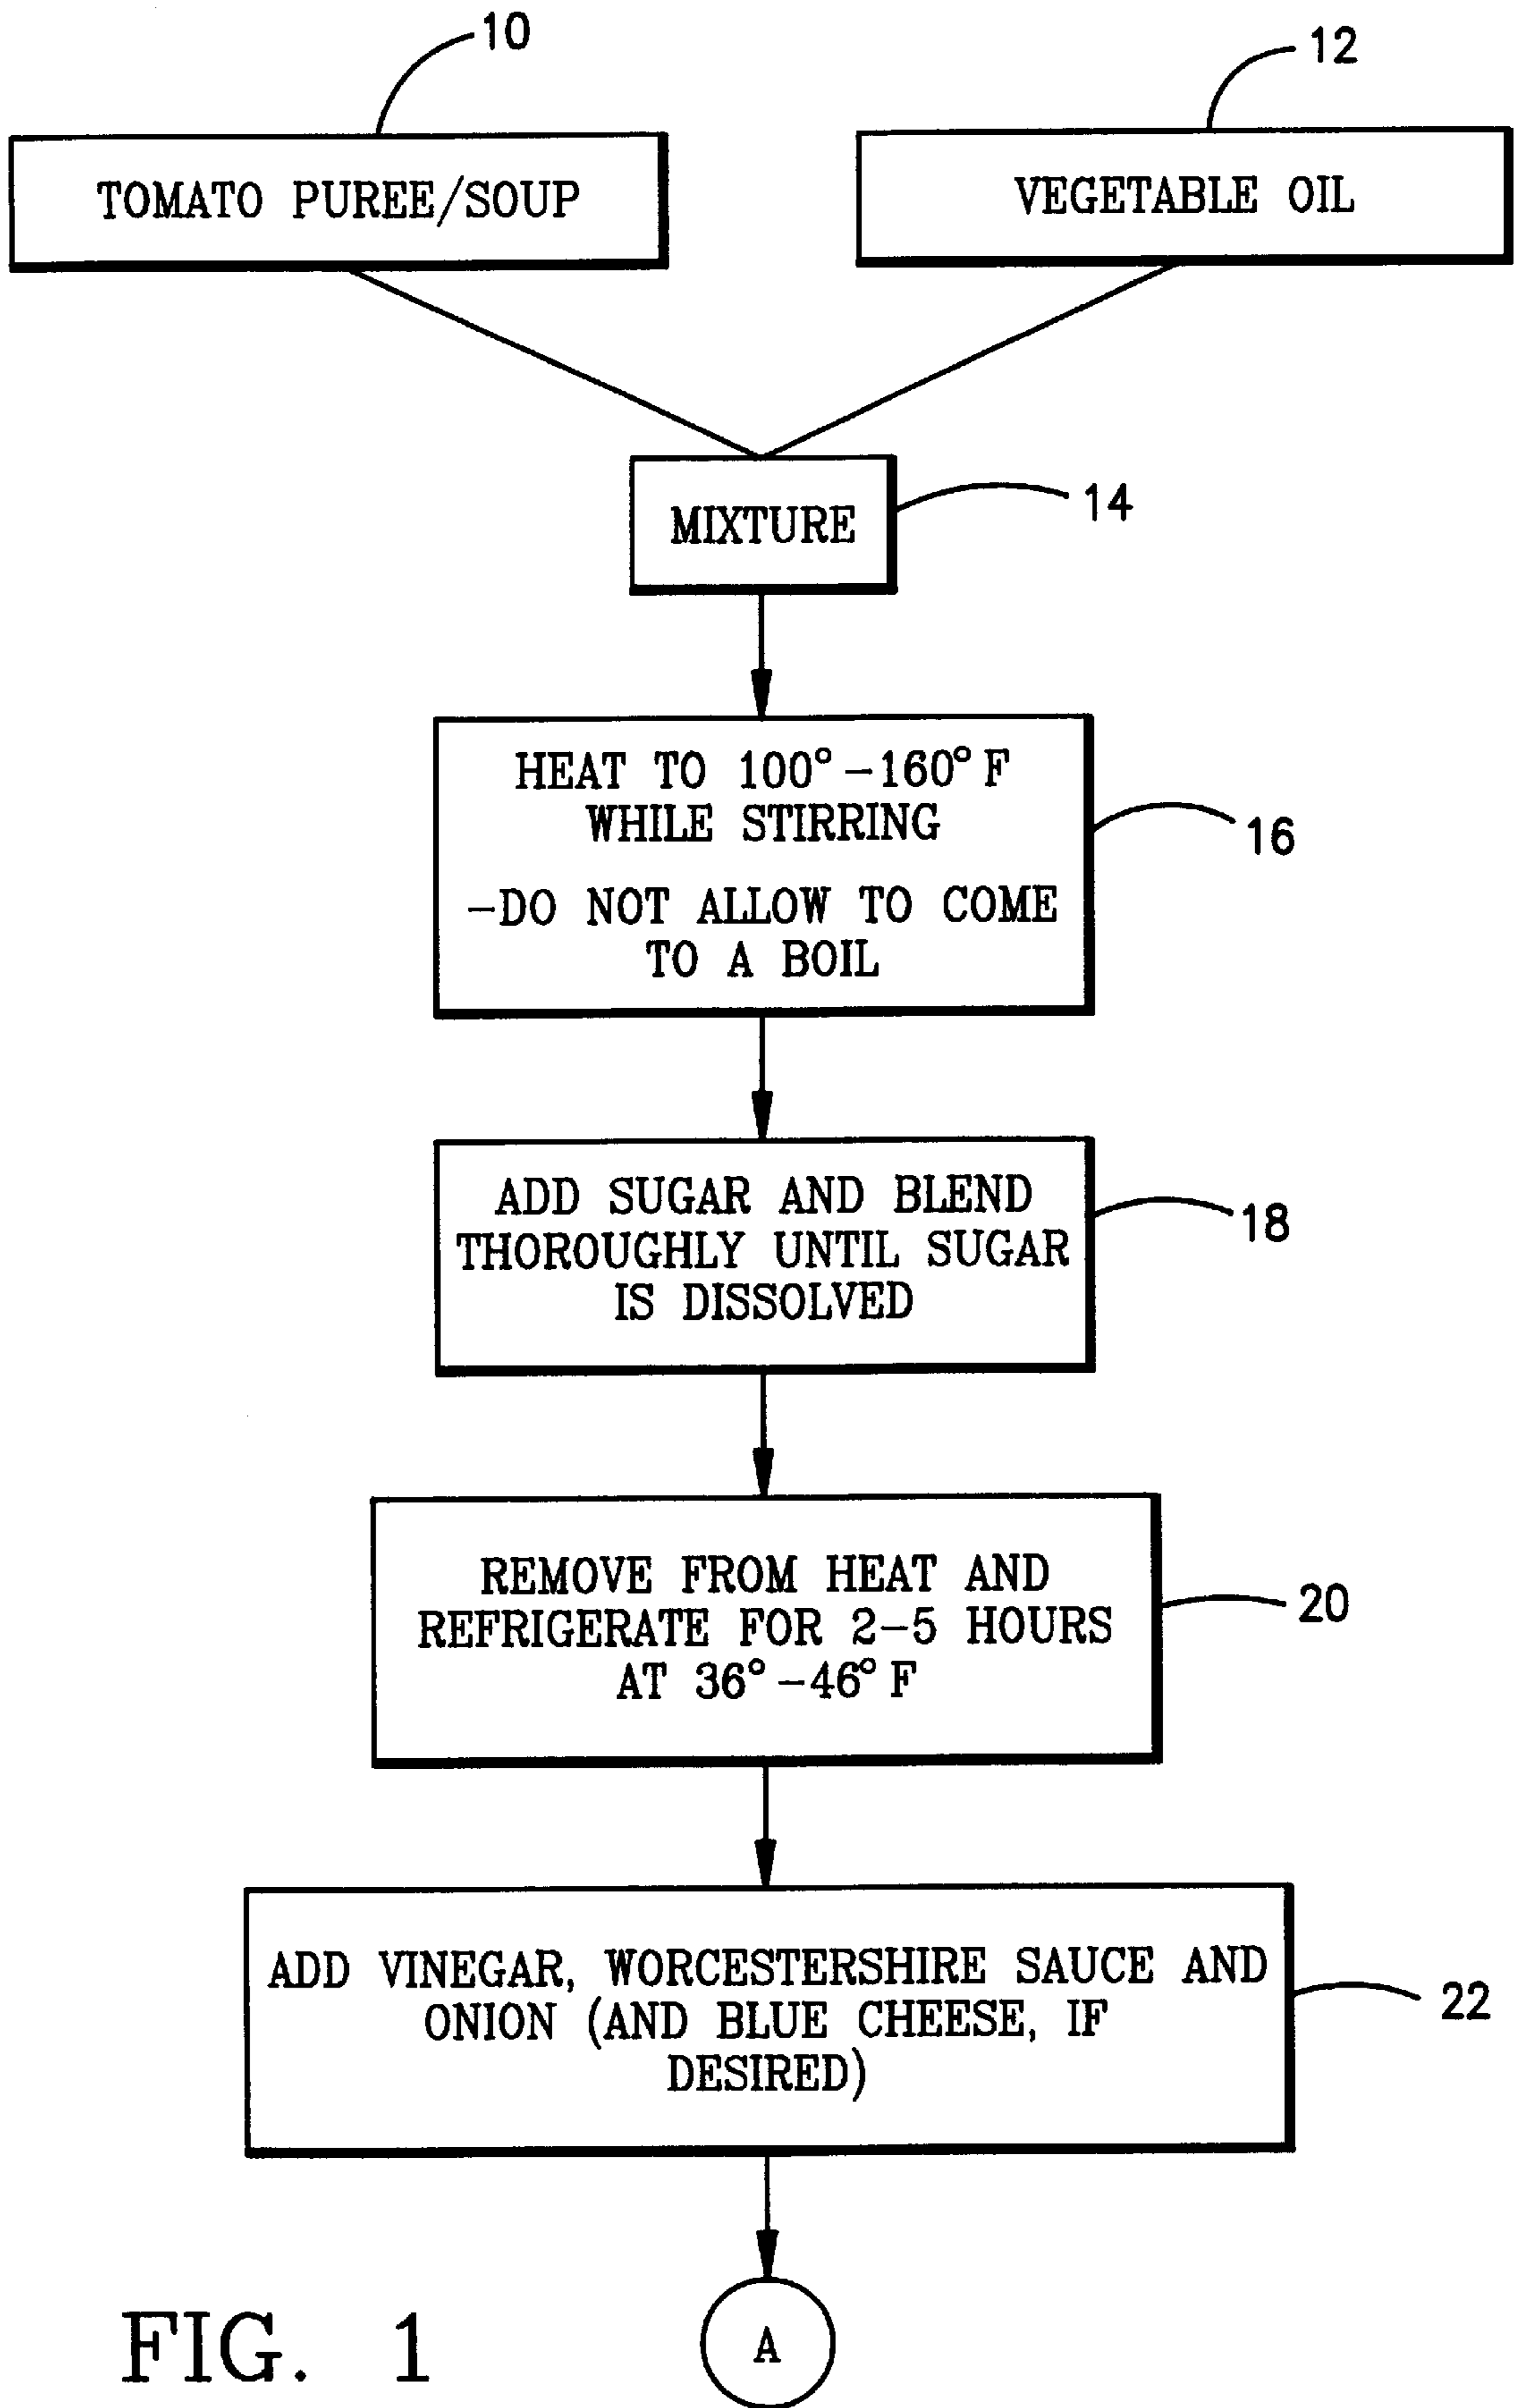 10
12
TOMATO PUREE/SOUP
VEGETABLE OIL
MIXTURE
14
HEAT TO 100°-160°F
WHILE STIRRING
-DO NOT ALLOW TO COME
TO A BOIL
16
ADD SUGAR AND BLEND
THOROUGHLY UNTIL SUGAR
IS DISSOLVED
18
REMOVE FROM HEAT AND
REFRIGERATE FOR 2-5 HOURS
AT 36°-46°F
20
ADD VINEGAR, WORCESTERSHIRE SAUCE AND
ONION (AND BLUE CHEESE, IF
DESIRED)
22
A
FIG. 1